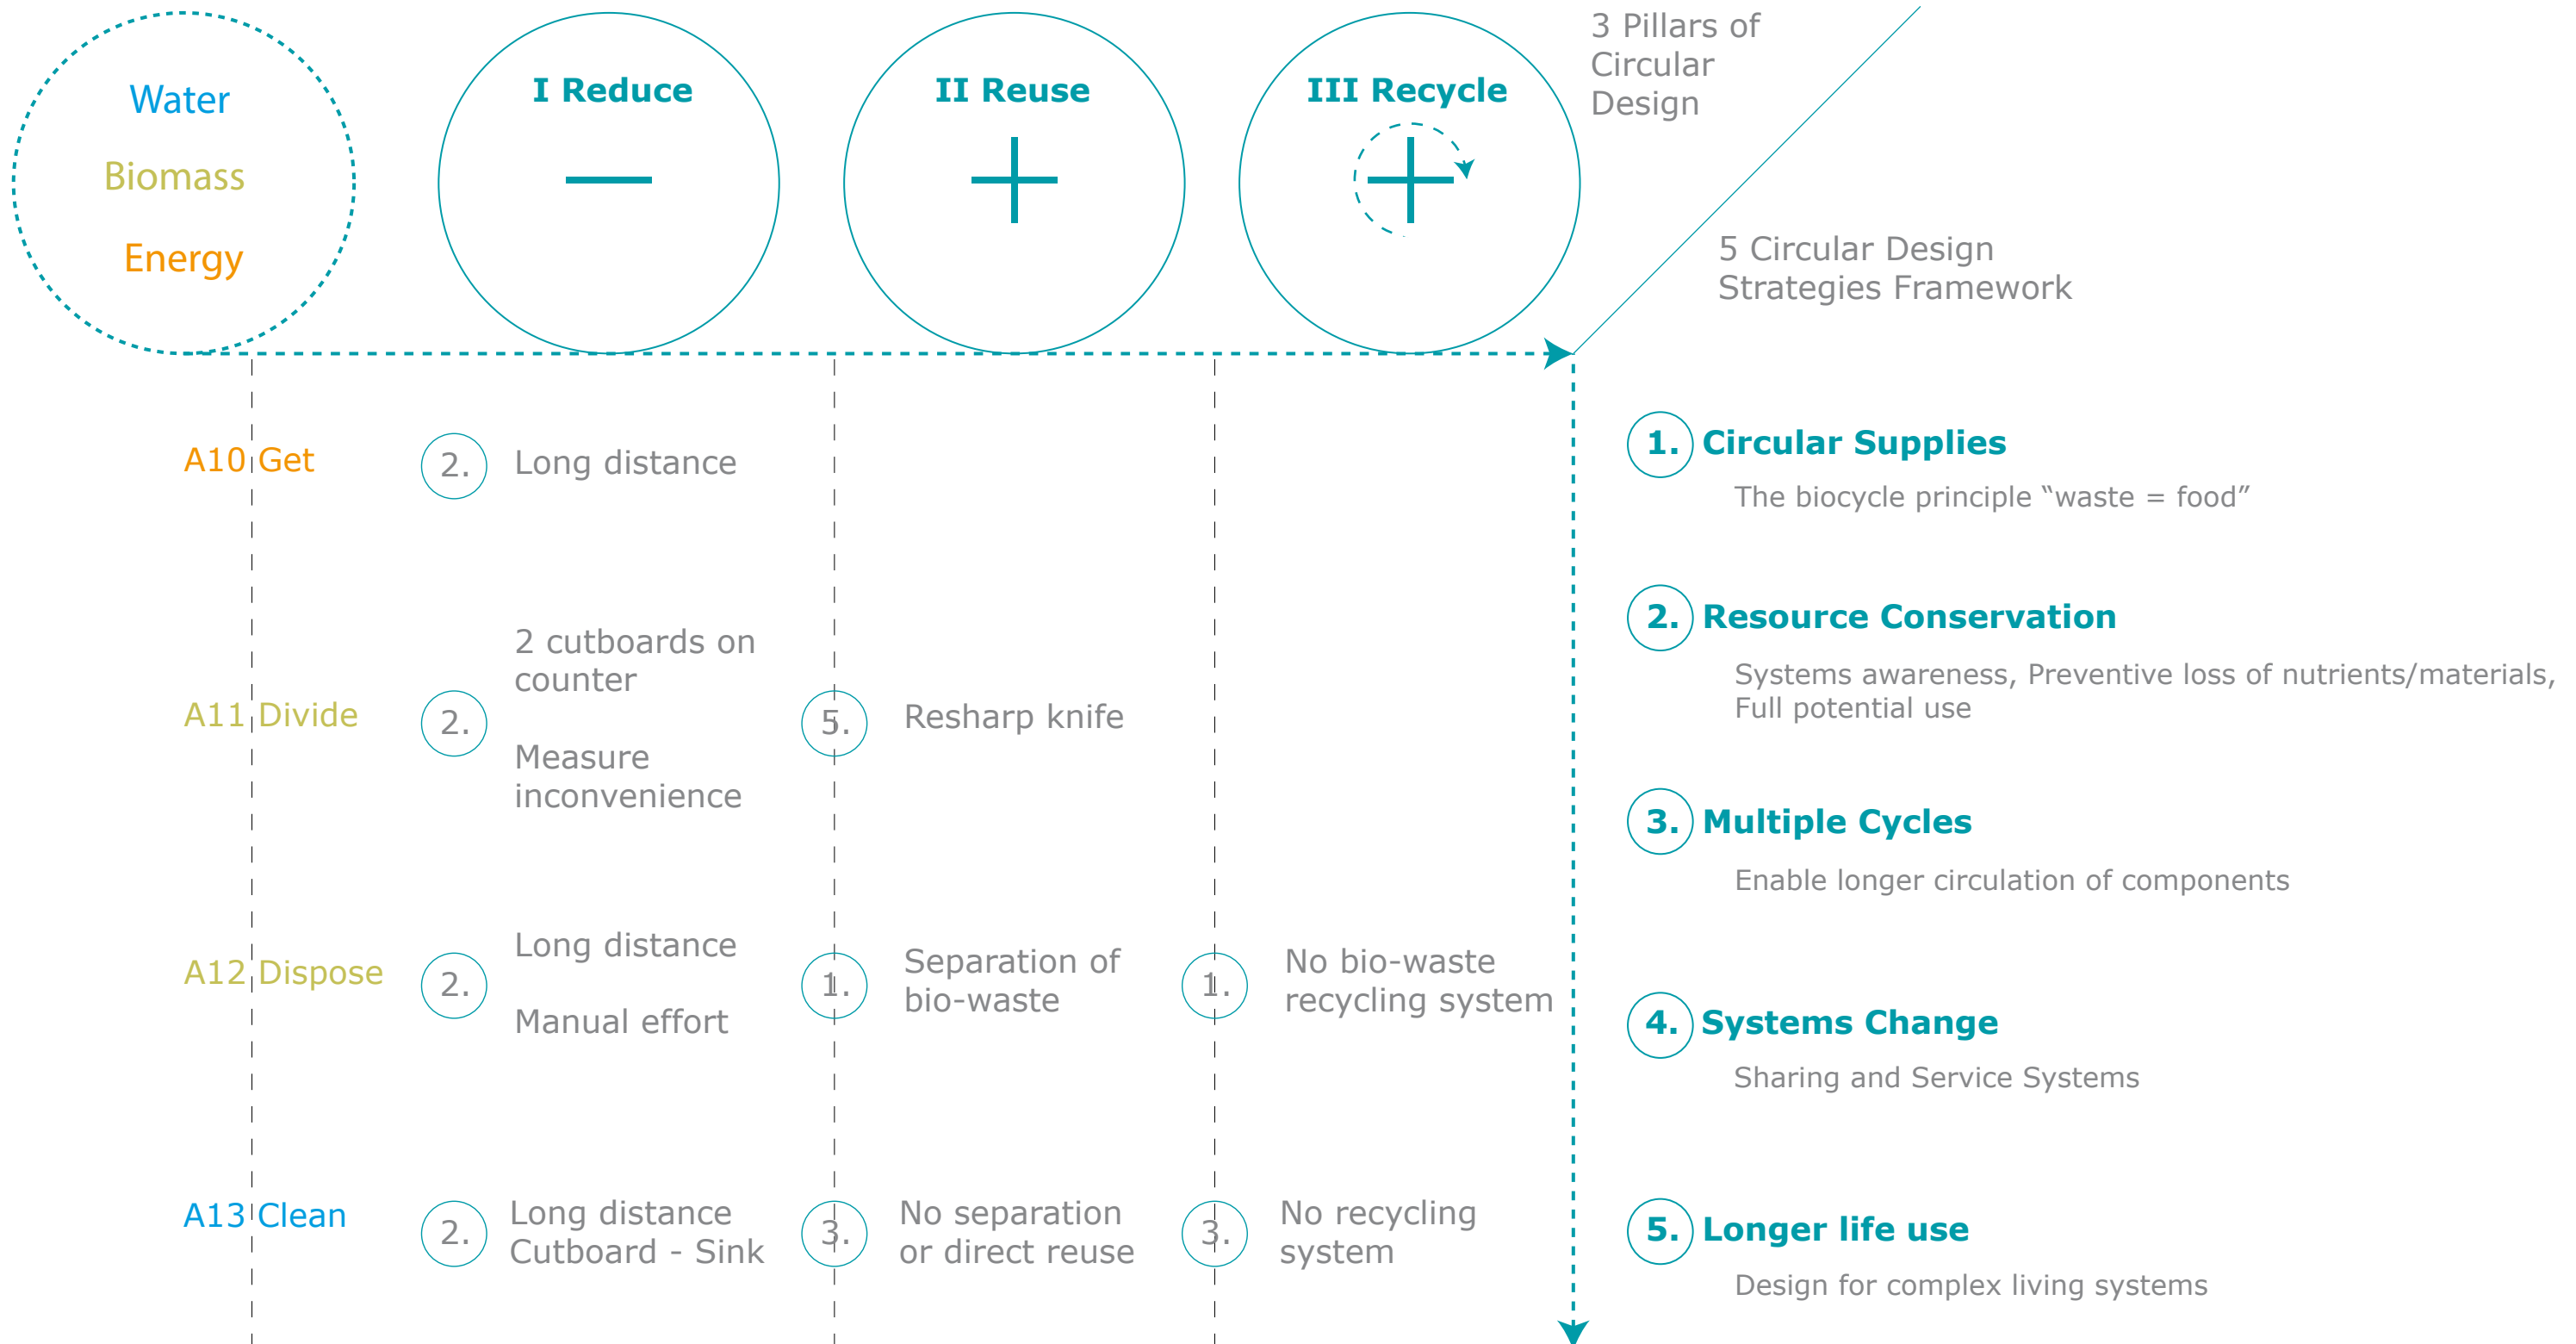 Water
Biomass
Energy
I Reduce
II Reuse
III Recycle
3 Pillars of
Circular
Design
5 Circular Design
Strategies Framework
A10 Get
2.
Long distance
A11 Divide
2.
2 cutboards on
counter
Measure
inconvenience
5.
Resharp knife
A12 Dispose
2.
Long distance
Manual effort
1.
Separation of
bio-waste
1.
No bio-waste
recycling system
A13 Clean
2.
Long distance
Cutboard - Sink
3.
No separation
or direct reuse
3.
No recycling
system
1. Circular Supplies
The biocycle principle “waste = food”
2. Resource Conservation
Systems awareness, Preventive loss of nutrients/materials,
Full potential use
3. Multiple Cycles
Enable longer circulation of components
4. Systems Change
Sharing and Service Systems
5. Longer life use
Design for complex living systems